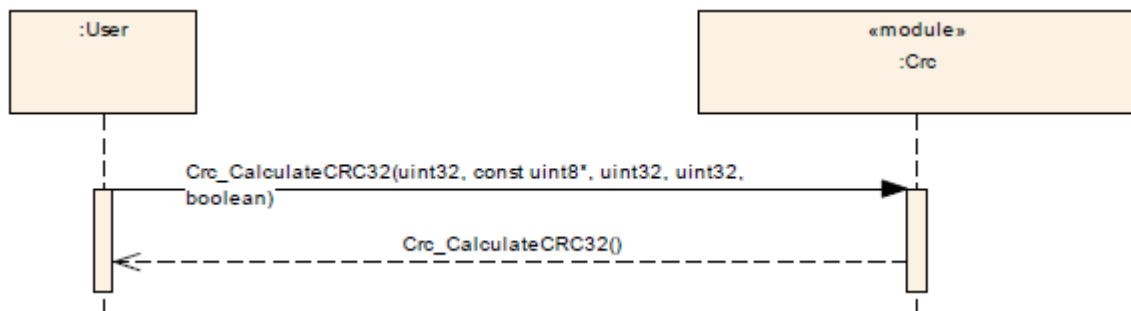 :User
«module»
:Crc
Crc_CalculateCRC32(uint32, const uint8*, uint32, uint32,
boolean)
Crc_CalculateCRC32()